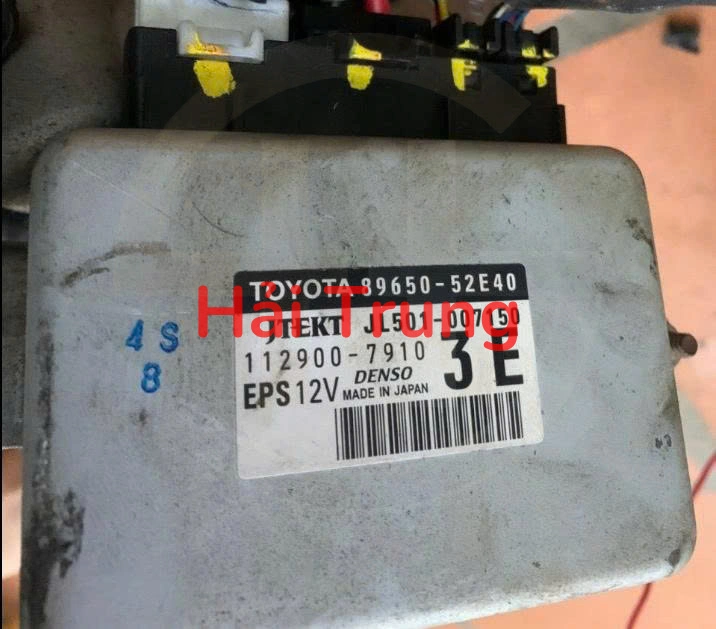 TOYOTA 89650-52E40
JTEKT JL501-007150
112900-7910
3E
EPS 12V DENSO
MADE IN JAPAN
4 S
8
Hải Trung